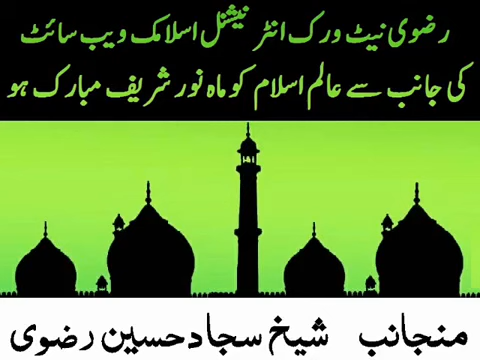 رضوی نیٹ ورک انٹرنیشنل اسلامک ویب سائٹ
کی جانب سے عالم اسلام کو ماہ نور شریف مبارک ہو
منجانب شیخ سجاد حسین رضوی